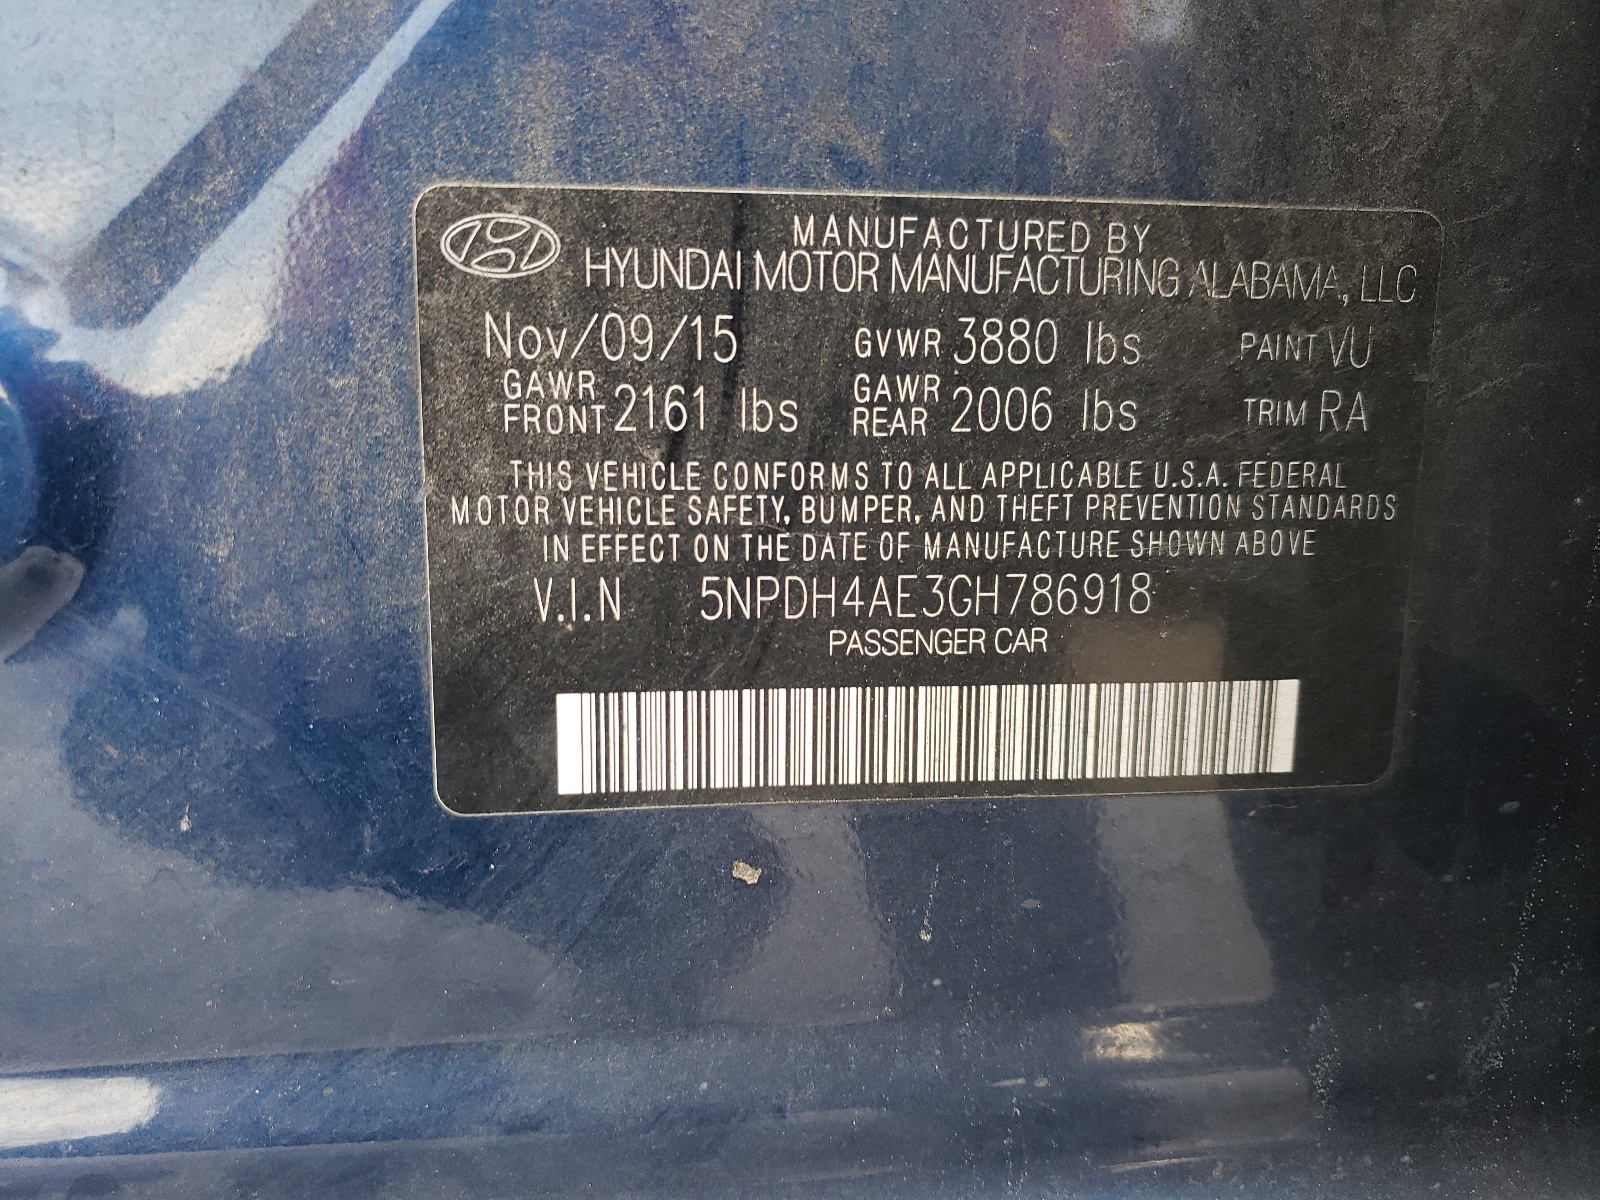 MANUFACTURED BY
HYUNDAI MOTOR MANUFACTURING ALABAMA, LLC
Nov/09/15 GVWR 3880 lbs PAINT VU
GAWR FRONT 2161 lbs GAWR REAR 2006 lbs TRIM RA
THIS VEHICLE CONFORMS TO ALL APPLICABLE U.S.A. FEDERAL
MOTOR VEHICLE SAFETY, BUMPER, AND THEFT PREVENTION STANDARDS
IN EFFECT ON THE DATE OF MANUFACTURE SHOWN ABOVE
V.I.N 5NPDH4AE3GH786918
PASSENGER CAR